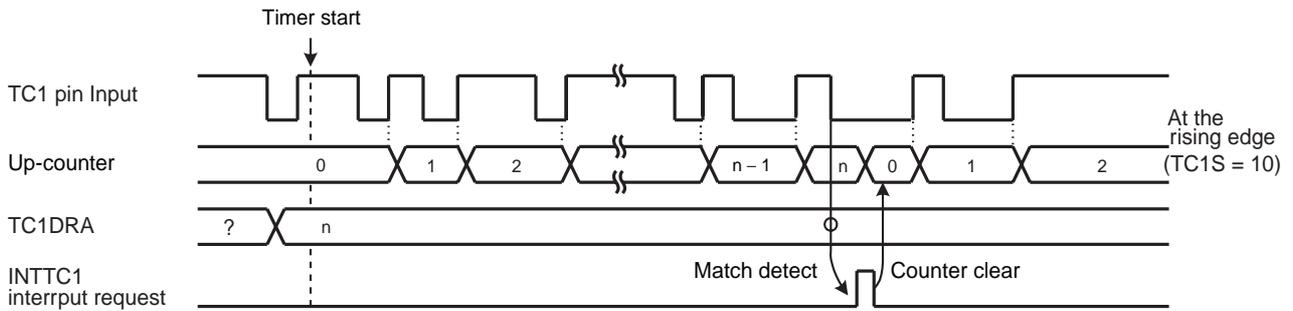 Timer start
TC1 pin Input
Up-counter
0
1
2
n – 1
n
0
1
2
At the
rising edge
(TC1S = 10)
TC1DRA
?
n
Match detect
Counter clear
INTTC1
interrput request